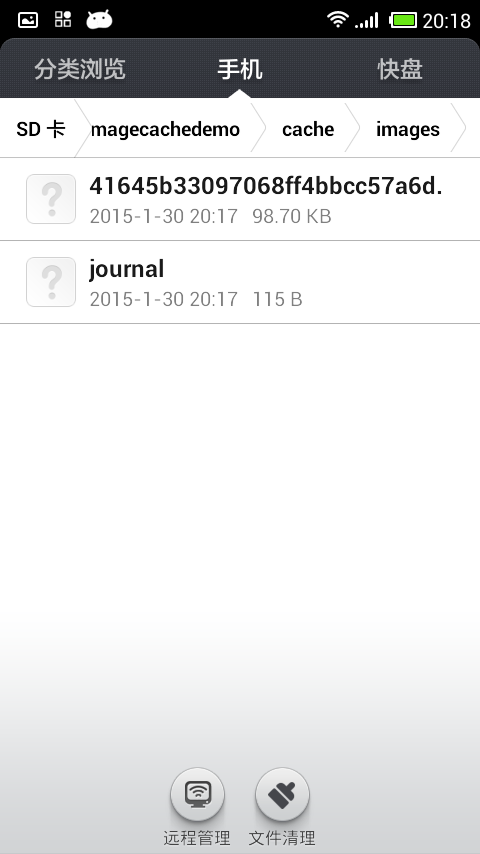 20:18
分类浏览 手机 快盘
SD 卡 magecachedemo cache images
41645b33097068ff4bbcc57a6d.
2015-1-30 20:17 98.70 KB
journal
2015-1-30 20:17 115 B
远程管理 文件清理